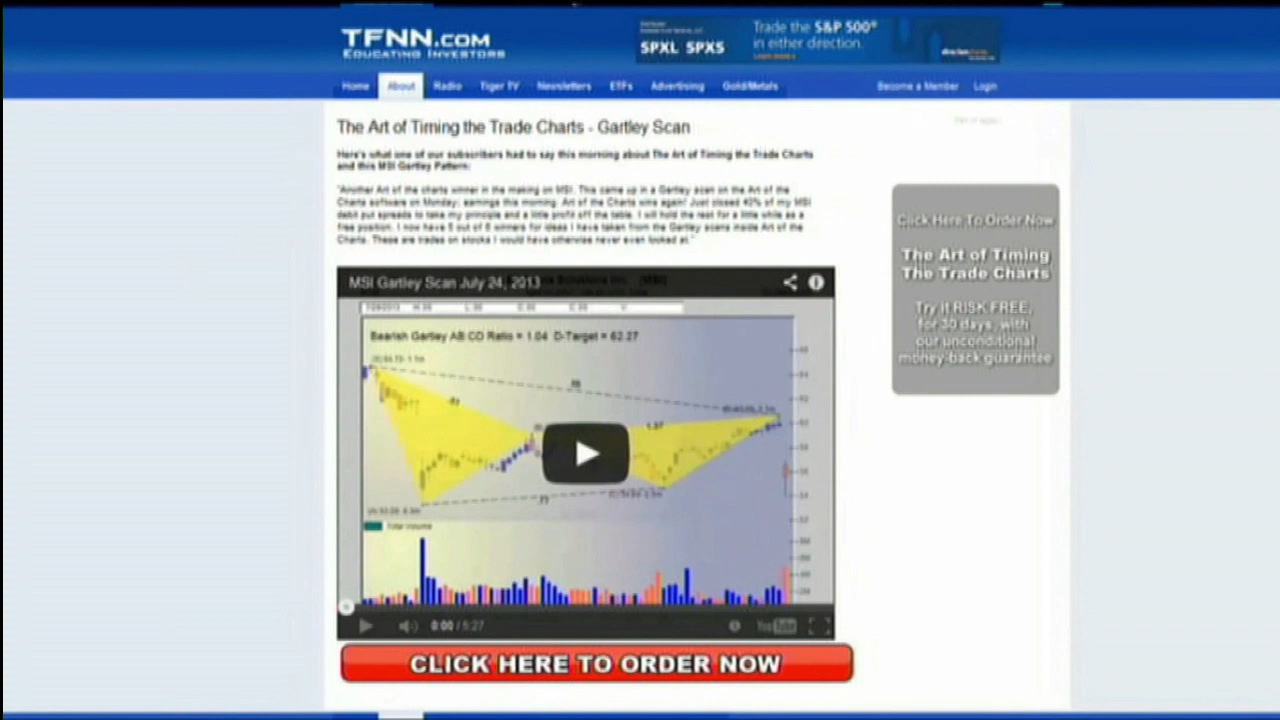 TFNN.COM
EDUCATING INVESTORS
SPXL SPXS
Trade the S&P 500®
in either direction.
Home About Radio Tiger TV Newsletters ETFs Advertising Gold/Metals Become a Member Login
The Art of Timing the Trade Charts - Gartley Scan
Here's what one of our subscribers had to say this morning about The Art of Timing the Trade Charts
and this MSI Gartley Pattern:
"Another Art of the charts winner in the making on MSI. This came up in a Gartley scan on the Art of the
Charts software on Monday; earnings this morning. Art of the Charts wins again! Just closed 40% of my MSI
debit put spreads to take my principle and a little profit off the table. I will hold the rest for a little while as a
free position. I now have 5 out of 5 winners for ideas I have taken from the Gartley scans inside Art of the
Charts. These are trades on stocks I would have otherwise never even looked at."
Click Here To Order Now
The Art of Timing
The Trade Charts
Try it RISK FREE,
for 30 days, with
our unconditional
money-back guarantee
MSI Gartley Scan July 24, 2013
Bearish Gartley AB CD Ratio = 1.04 D-Target = 62.27
1.37
.77
Total Volume
0:00 / 5:27
YouTube
CLICK HERE TO ORDER NOW